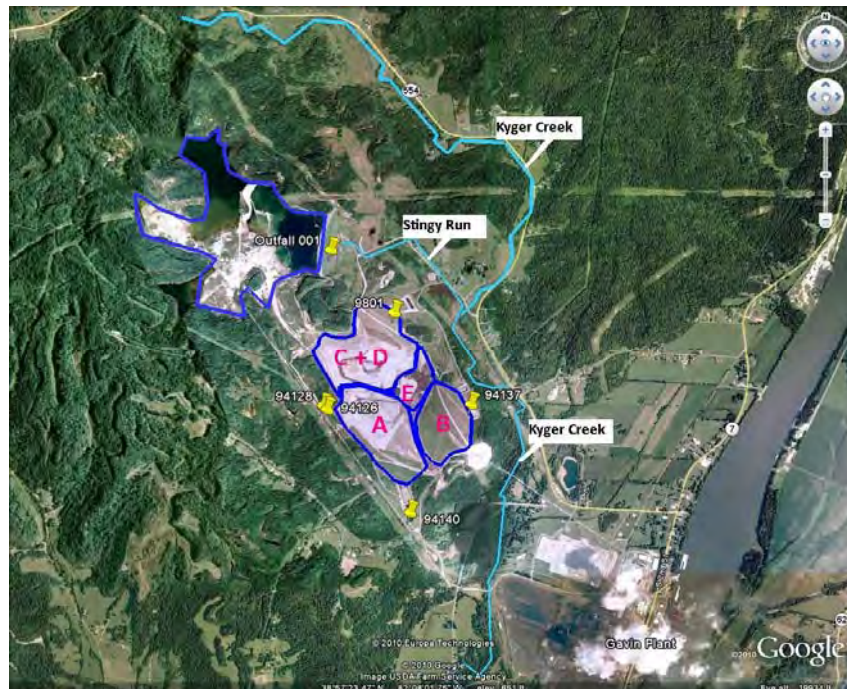 N
554
Kyger Creek
Stingy Run
Outfall 001
9801
C + D
E
94128
94126
94137
A
B
Kyger Creek
7
94140
Gavin Plant
© 2010 Europa Technologies
© 2010 Google
Image USDA Farm Service Agency
©2010 Google